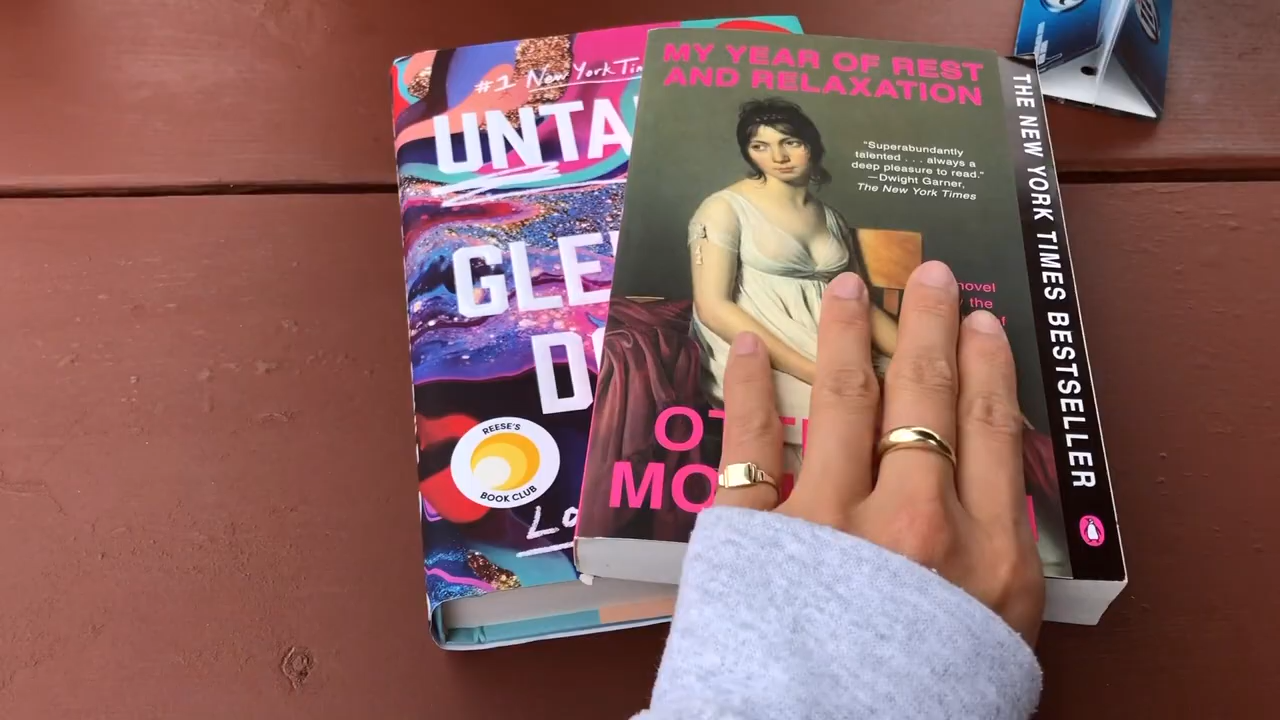 #1 New York Tim
UNTA
GLE
D
REESE'S
BOOK CLUB
Lo
MY YEAR OF REST
AND RELAXATION
"Superabundantly
talented . . . always a
deep pleasure to read."
—Dwight Garner,
The New York Times
novel
the
OT
MO
THE NEW YORK TIMES BESTSELLER